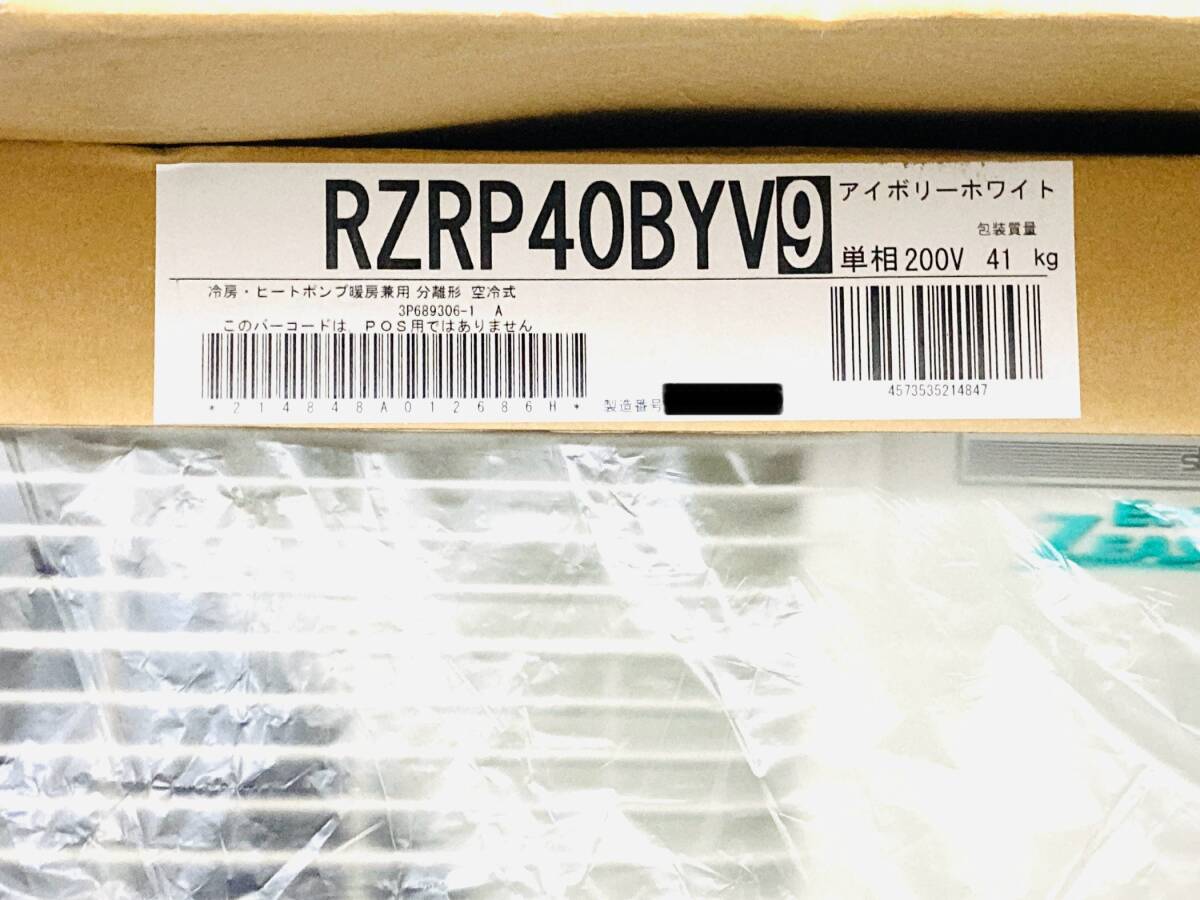 RZRP40BYV9
アイボリーホワイト
包装質量
単相200V 41 kg
冷房・ヒートポンプ暖房兼用 分離形 空冷式
3P689306-1 A
このバーコードは、POS用ではありません
*214848A012686H*
製造番号
4573535214847